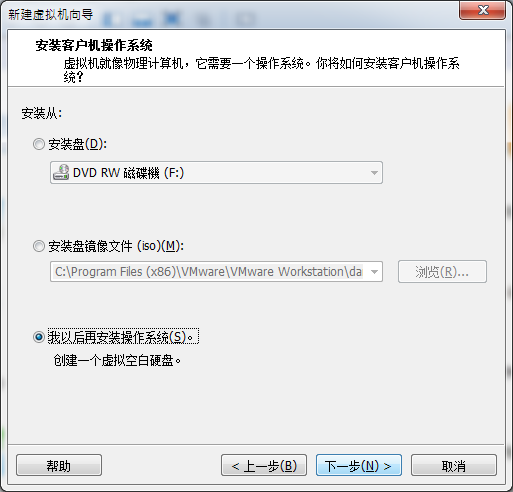 新建虚拟机向导
安装客户机操作系统
虚拟机就像物理计算机，它需要一个操作系统。你将如何安装客户机操作系
统?
安装从:
安装盘(D):
DVD RW 磁碟機 (F:)
安装盘镜像文件 (iso)(M):
C:\Program Files (x86)\VMware\VMware Workstation\da
浏览(R)...
我以后再安装操作系统(S)。
创建一个虚拟空白硬盘。
帮助
< 上一步(B)
下一步(N) >
取消